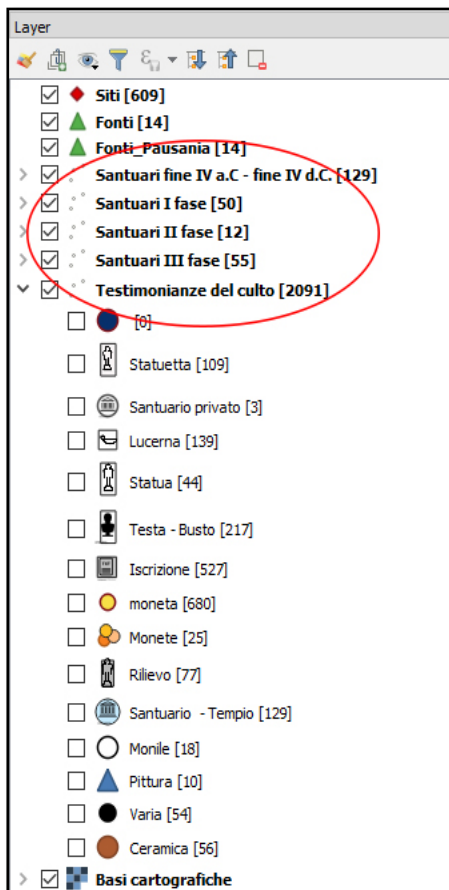 Layer
Siti [609]
Fonti [14]
Fonti_Pausania [14]
Santuari fine IV a.C - fine IV d.C. [129]
Santuari I fase [50]
Santuari II fase [12]
Santuari III fase [55]
Testimonianze del culto [2091]
[0]
Statuetta [109]
Santuario privato [3]
Lucerna [139]
Statua [44]
Testa - Busto [217]
Iscrizione [527]
moneta [680]
Monete [25]
Rilievo [77]
Santuario - Tempio [129]
Monile [18]
Pittura [10]
Varia [54]
Ceramica [56]
Basi cartografiche